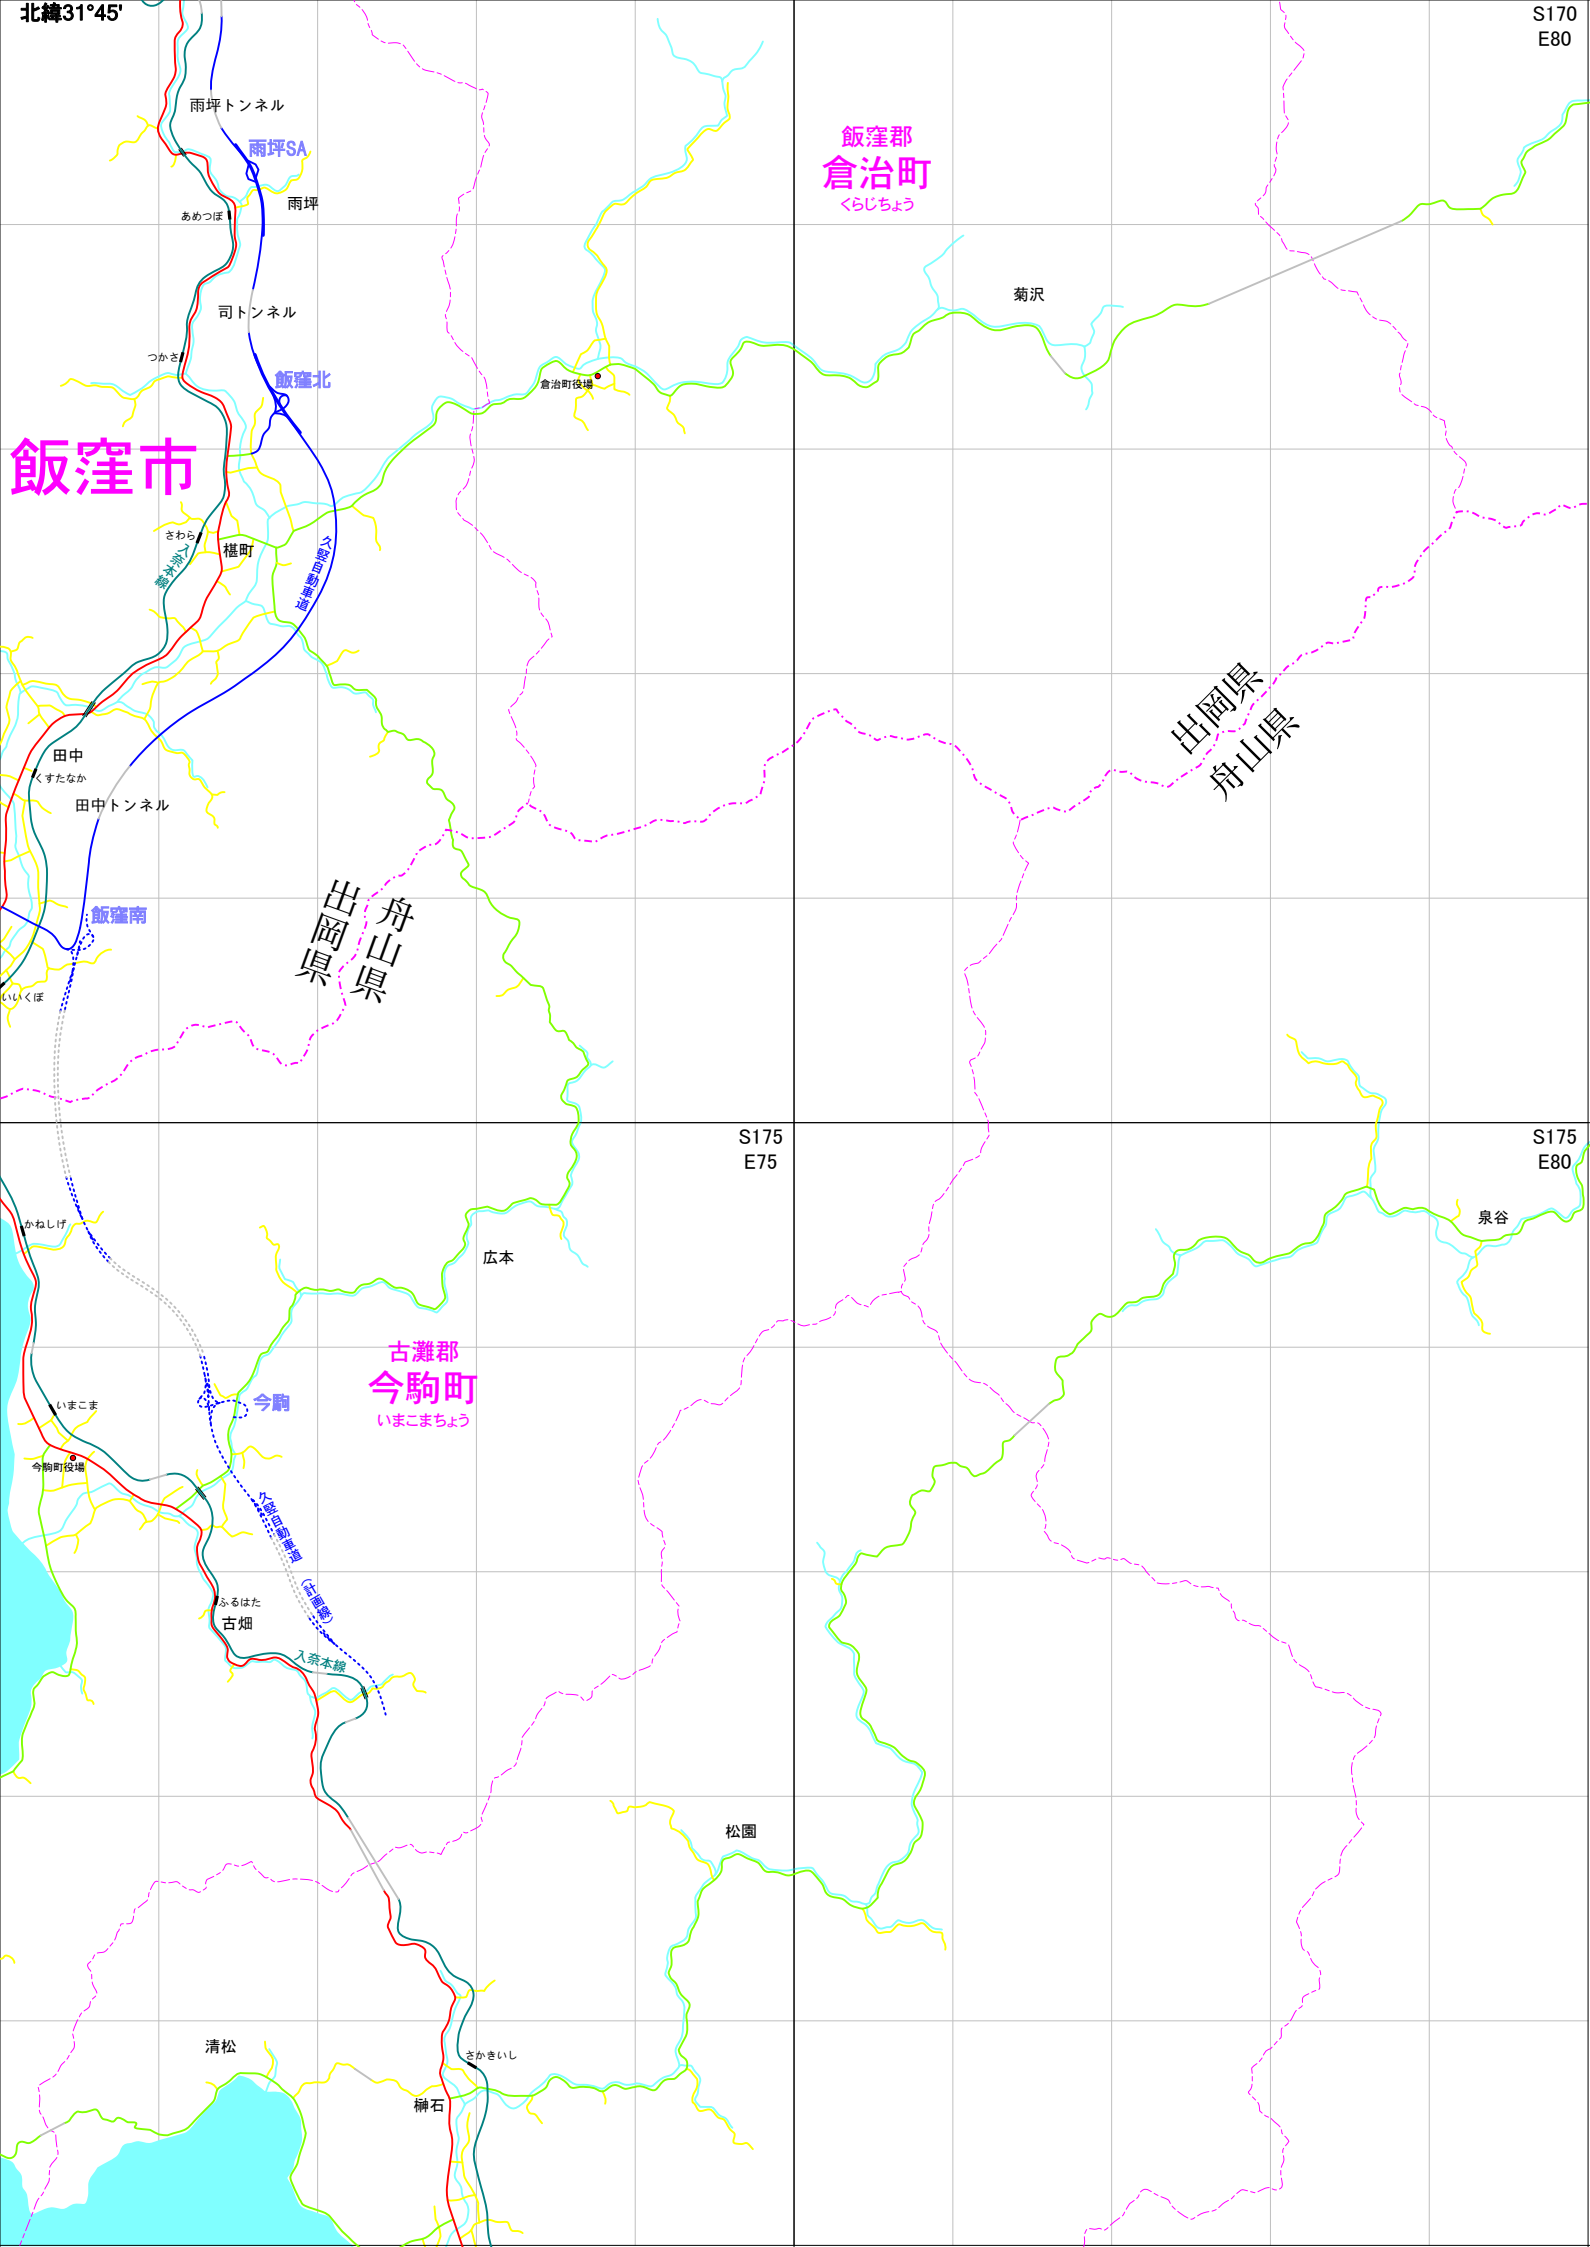 北緯31°45'
S170
E80
雨坪トンネル
雨坪SA
雨坪
あめつぼ
飯窪郡
倉治町
くらじちょう
菊沢
司トンネル
つかさ
飯窪北
倉治町役場
飯窪市
さわら
椹町
入奈本線
久竪自動車道
出岡県
舟山県
田中
くすたなか
田中トンネル
出岡県
舟山県
飯窪南
いいくぼ
S175
E75
S175
E80
かねしげ
泉谷
広本
古灘郡
今駒町
いまこまちょう
今駒
いまこま
今駒町役場
久竪自動車道 (計画線)
ふるはた
古畑
入奈本線
松園
清松
さかきいし
榊石